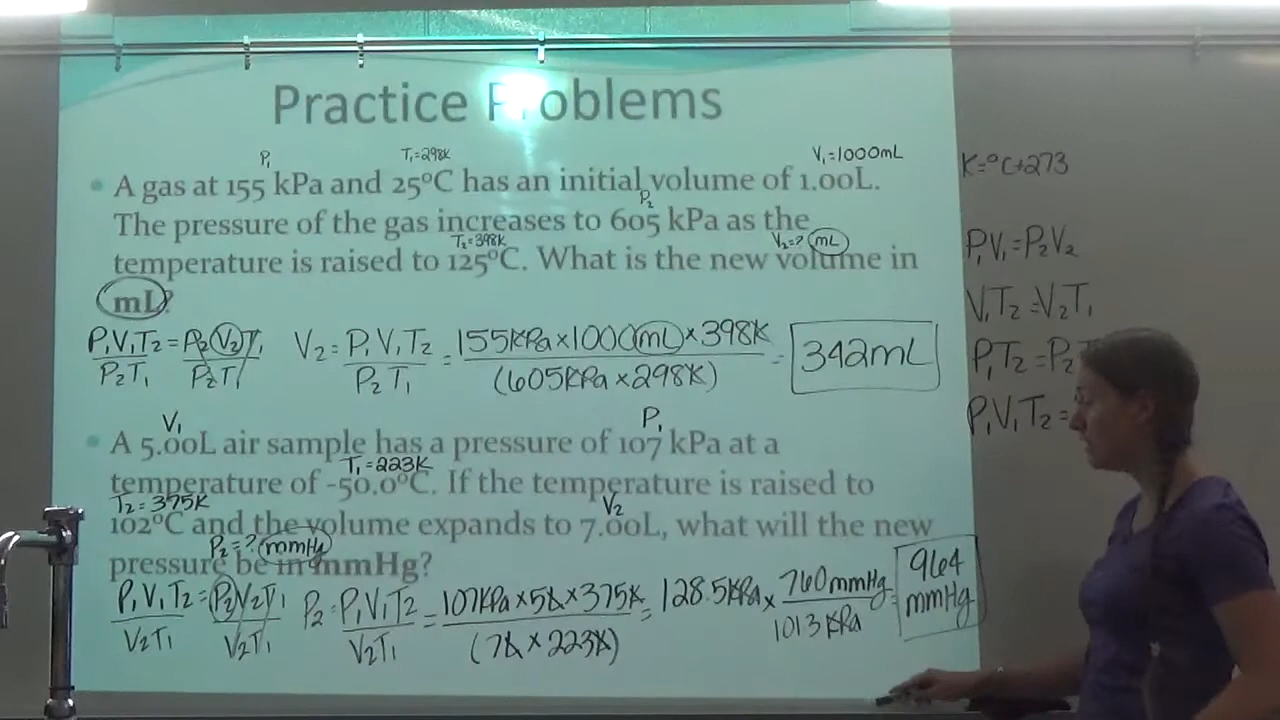 Practice Problems
P₁ T₁=298K V₁=1000mL
• A gas at 155 kPa and 25°C has an initial volume of 1.00L.
P₂
The pressure of the gas increases to 605 kPa as the
T₂=398K V₂=? mL
temperature is raised to 125°C. What is the new volume in
mL?
P₁V₁T₂/P₂T₁ = P₂V₂T₁/P₂T₁ V₂ = P₁V₁T₂/P₂T₁ = 155KPa×1000mL×398K/(605KPa×298K) = 342mL
V₁ P₁
• A 5.00L air sample has a pressure of 107 kPa at a
T₁=223K
temperature of -50.0°C. If the temperature is raised to
T₂=375K V₂
102°C and the volume expands to 7.00L, what will the new
P₂=? mmHg
pressure be in mmHg?
P₁V₁T₂/V₂T₁ = P₂V₂T₁/V₂T₁ P₂ = P₁V₁T₂/V₂T₁ = 107KPa×5L×375K/(7L×223K) = 128.5KPa × 760mmHg/101.3KPa = 964 mmHg
K=°C+273
P₁V₁=P₂V₂
V₁T₂=V₂T₁
P₁T₂=P₂T
P₁V₁T₂=